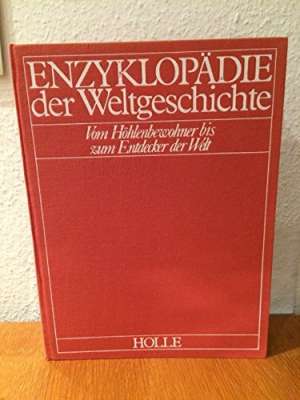 ENZYKLOPÄDIE
der Weltgeschichte
Vom Höhlenbewohner bis
zum Entdecker der Welt
HOLLE